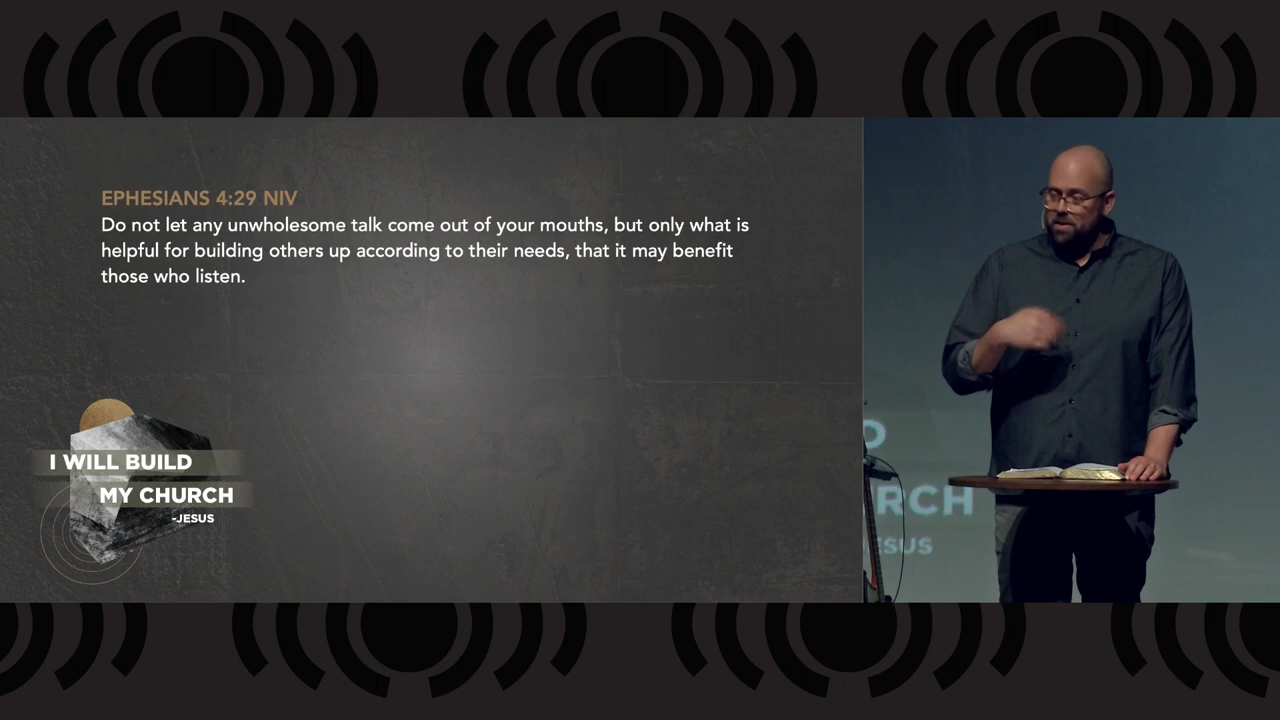 EPHESIANS 4:29 NIV
Do not let any unwholesome talk come out of your mouths, but only what is
helpful for building others up according to their needs, that it may benefit
those who listen.
I WILL BUILD
MY CHURCH
-JESUS